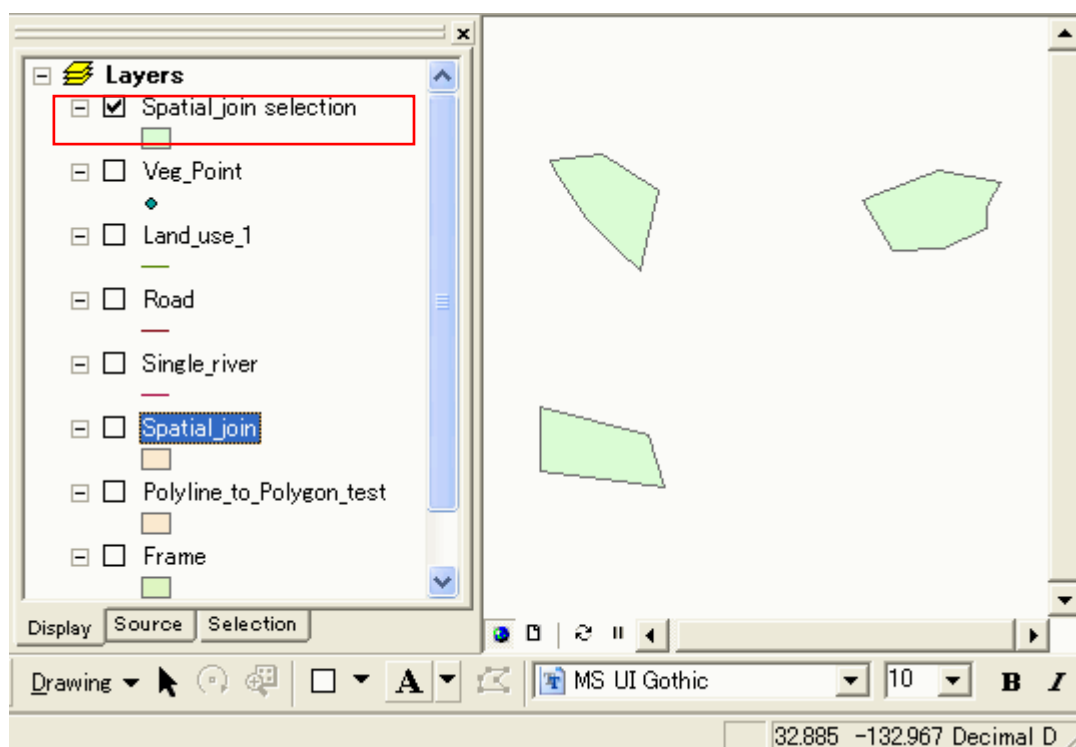 Layers
Spatial_join selection
Veg_Point
Land_use_1
Road
Single_river
Spatial_join
Polyline_to_Polygon_test
Frame
Display Source Selection
Drawing A MS UI Gothic 10 B I
32.885 -132.967 Decimal D